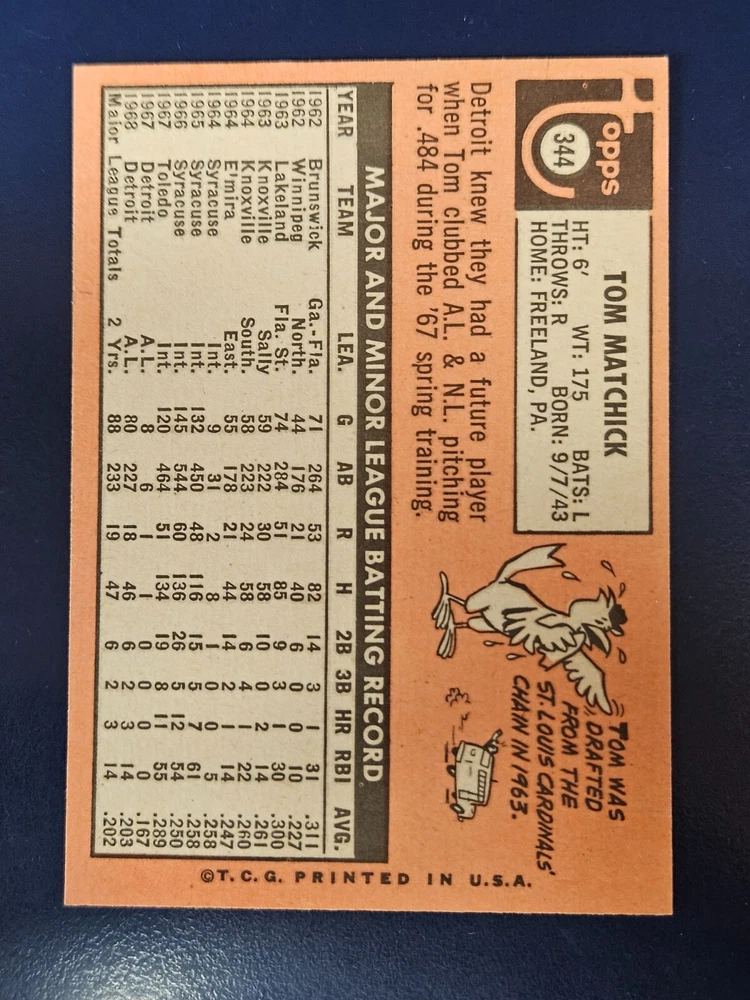 Topps
344
TOM MATCHICK
HT: 6' WT: 175 BATS: L
THROWS: R BORN: 9/7/43
HOME: FREELAND, PA.
TOM WAS
DRAFTED
FROM THE
ST. LOUIS CARDINALS'
CHAIN IN 1963.
Detroit knew they had a future player
when Tom clubbed A.L. & N.L. pitching
for .484 during the '67 spring training.
MAJOR AND MINOR LEAGUE BATTING RECORD
YEAR TEAM LEA. G AB R H 2B 3B HR RBI AVG.
1962 Brunswick Ga.-Fla. 71 264 53 82 14 3 1 31 .311
1962 Winnipeg North. 44 176 21 40 6 0 0 10 .227
1963 Lakeland Fla. St. 74 284 51 85 9 3 1 30 .300
1963 Knoxville Sally 59 222 30 58 10 0 2 14 .261
1964 Knoxville South. 58 223 24 58 6 4 1 22 .260
1964 E'mira East. 55 178 21 44 14 2 1 14 .247
1964 Syracuse Int. 9 31 2 8 1 0 0 5 .258
1965 Syracuse Int. 132 450 48 116 15 5 7 61 .258
1966 Syracuse Int. 145 544 60 136 26 5 12 54 .250
1967 Toledo Int. 120 464 51 134 19 8 11 55 .289
1967 Detroit A.L. 8 6 1 1 0 0 0 0 .167
1968 Detroit A.L. 80 227 18 46 6 2 3 14 .203
Major League Totals 2 Yrs. 88 233 19 47 6 2 3 14 .202
©T.C.G. PRINTED IN U.S.A.